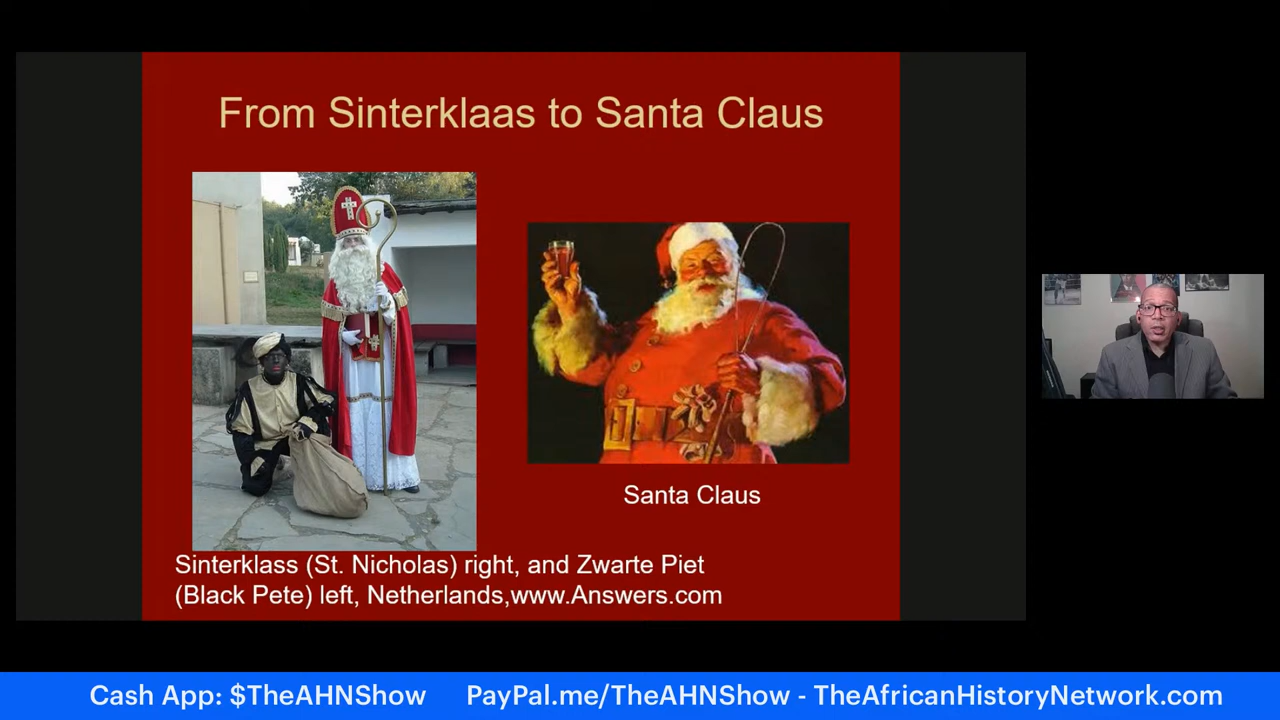 From Sinterklaas to Santa Claus
Santa Claus
Sinterklass (St. Nicholas) right, and Zwarte Piet
(Black Pete) left, Netherlands,www.Answers.com
Cash App: $TheAHNShow PayPal.me/TheAHNShow - TheAfricanHistoryNetwork.com